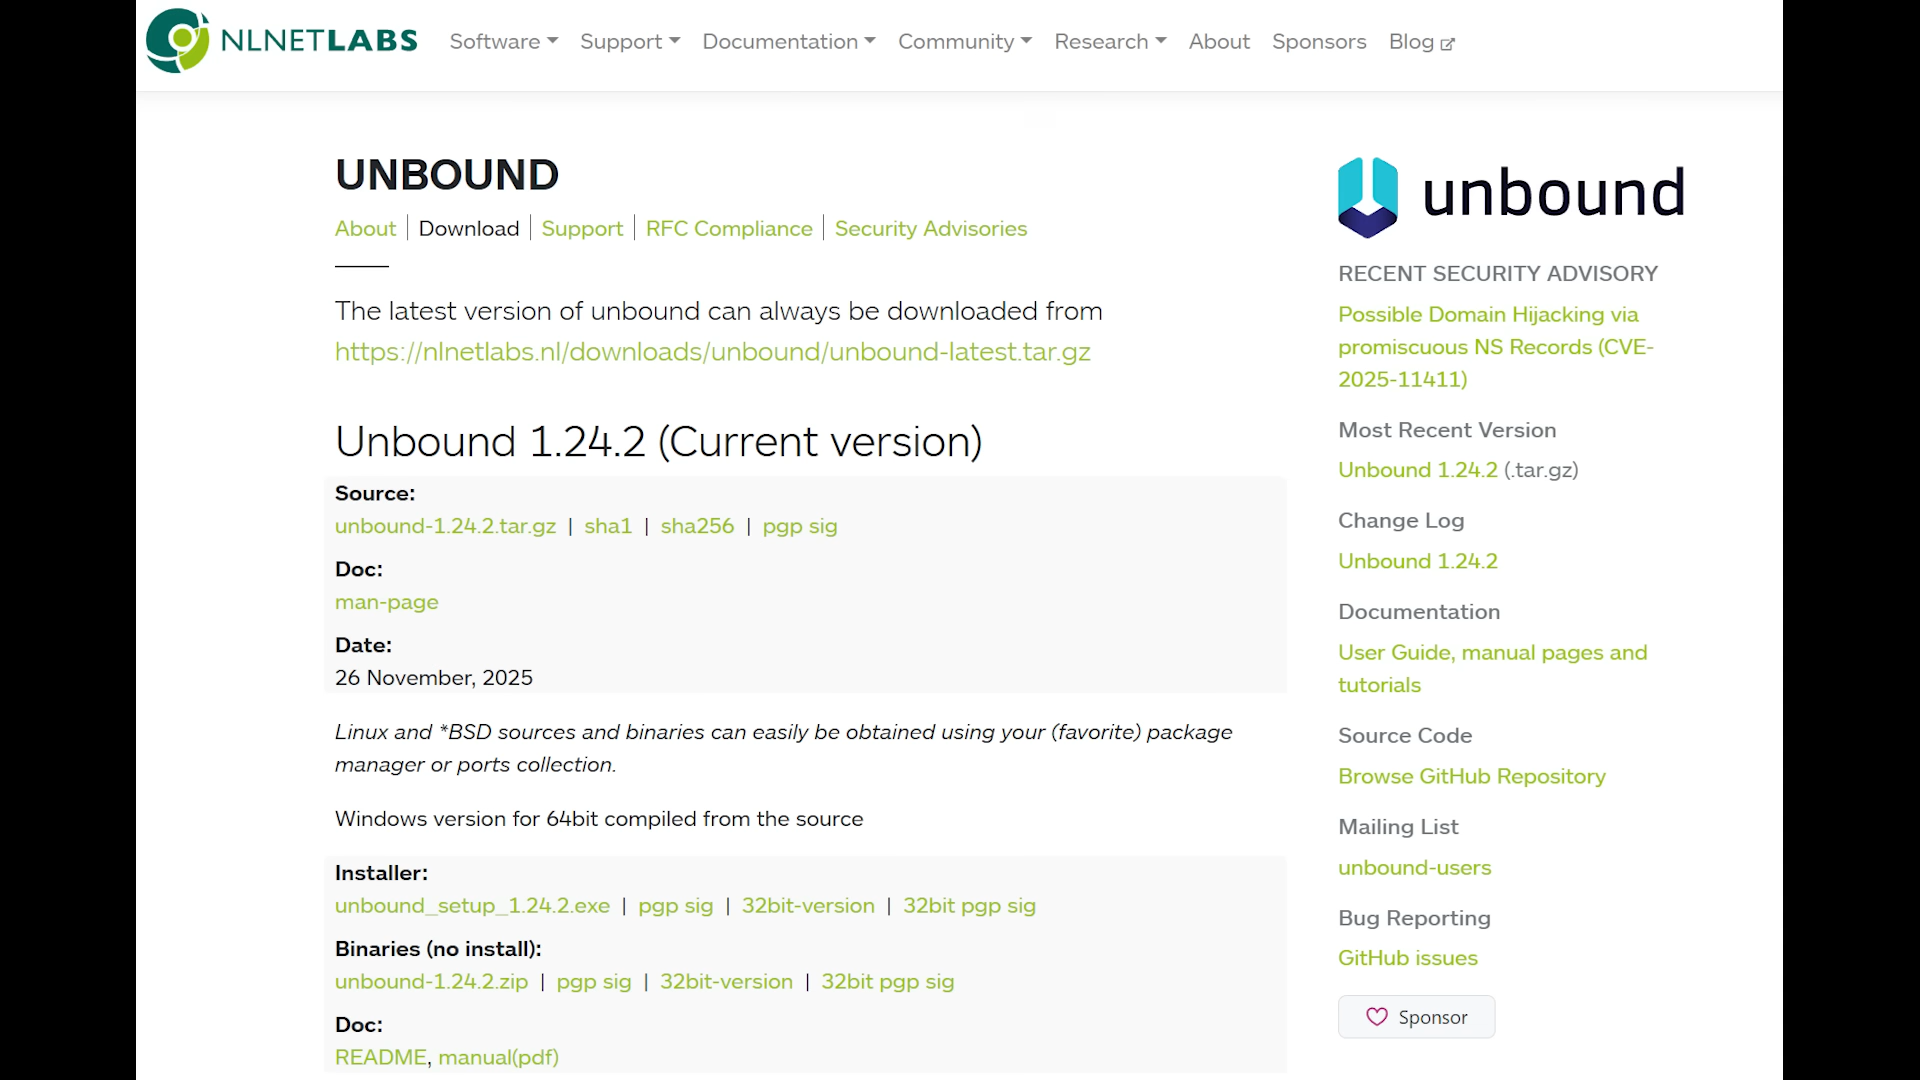 NLNETLABS Software Support Documentation Community Research About Sponsors Blog
UNBOUND
About | Download | Support | RFC Compliance | Security Advisories
The latest version of unbound can always be downloaded from
https://nlnetlabs.nl/downloads/unbound/unbound-latest.tar.gz
Unbound 1.24.2 (Current version)
Source:
unbound-1.24.2.tar.gz | sha1 | sha256 | pgp sig
Doc:
man-page
Date:
26 November, 2025
Linux and *BSD sources and binaries can easily be obtained using your (favorite) package
manager or ports collection.
Windows version for 64bit compiled from the source
Installer:
unbound_setup_1.24.2.exe | pgp sig | 32bit-version | 32bit pgp sig
Binaries (no install):
unbound-1.24.2.zip | pgp sig | 32bit-version | 32bit pgp sig
Doc:
README, manual(pdf)
unbound
RECENT SECURITY ADVISORY
Possible Domain Hijacking via
promiscuous NS Records (CVE-
2025-11411)
Most Recent Version
Unbound 1.24.2 (.tar.gz)
Change Log
Unbound 1.24.2
Documentation
User Guide, manual pages and
tutorials
Source Code
Browse GitHub Repository
Mailing List
unbound-users
Bug Reporting
GitHub issues
Sponsor